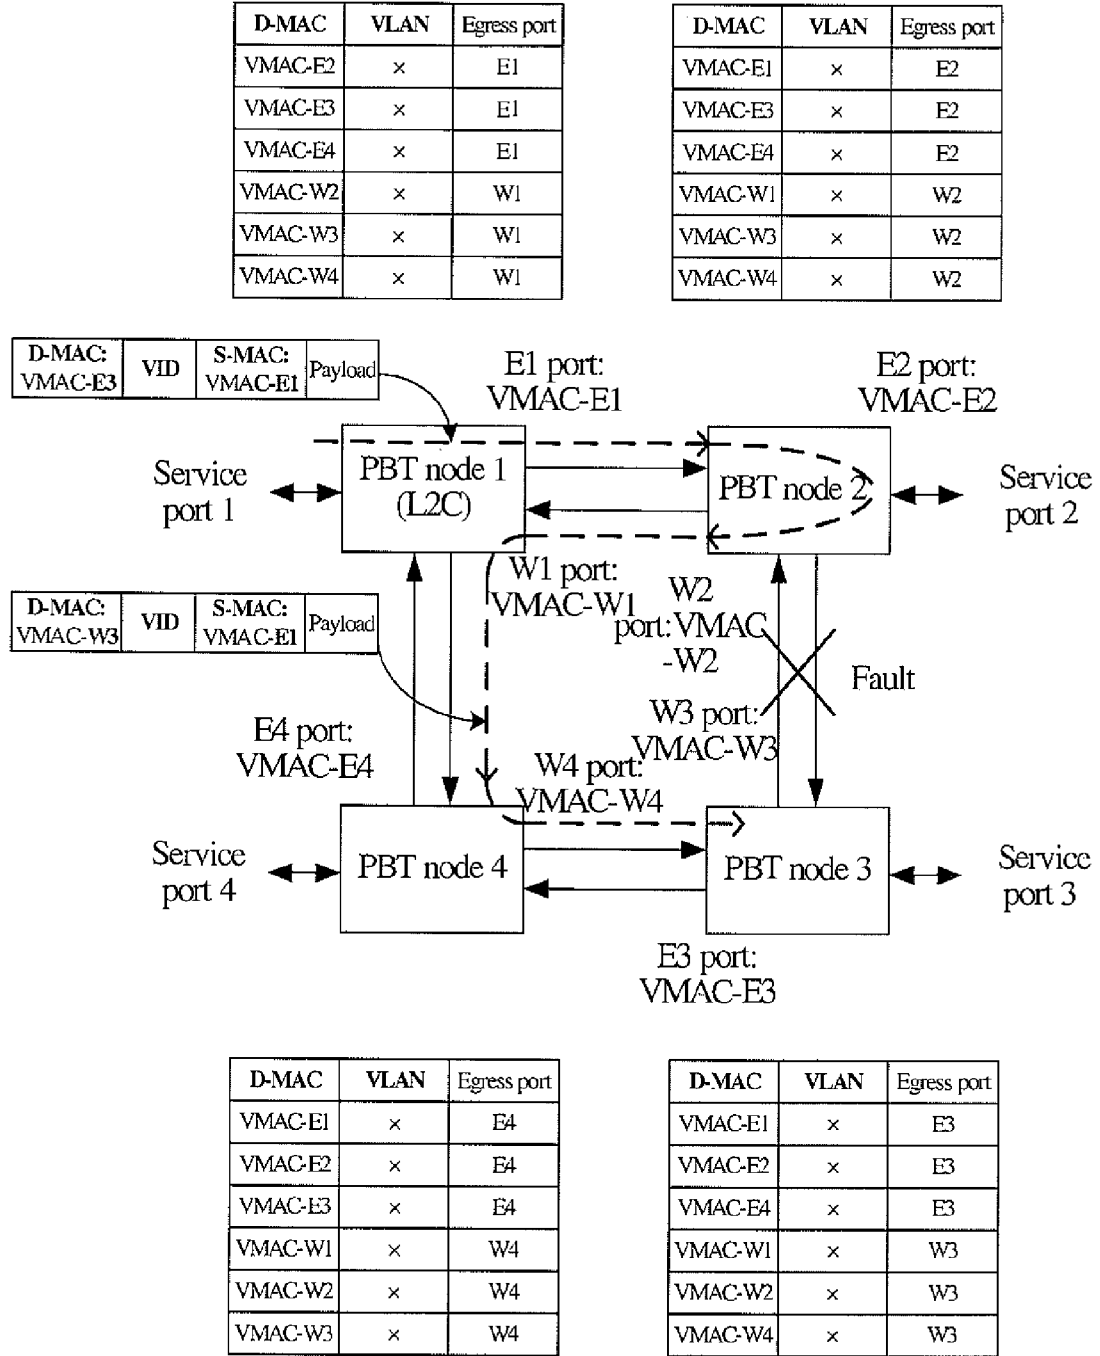 D-MAC VLAN Egress port
VMAC-E2 × E1
VMAC-E3 × E1
VMAC-E4 × E1
VMAC-W2 × W1
VMAC-W3 × W1
VMAC-W4 × W1
D-MAC VLAN Egress port
VMAC-E1 × E2
VMAC-E3 × E2
VMAC-E4 × E2
VMAC-W1 × W2
VMAC-W3 × W2
VMAC-W4 × W2
D-MAC: VID S-MAC: Payload
VMAC-E3 VMAC-E1
E1 port:
VMAC-E1
E2 port:
VMAC-E2
Service
port 1
PBT node 1
(L2C)
PBT node 2
Service
port 2
W1 port:
VMAC-W1
W2
port:VMAC
-W2
D-MAC: VID S-MAC: Payload
VMAC-W3 VMAC-E1
Fault
E4 port:
VMAC-E4
W3 port:
VMAC-W3
W4 port:
VMAC-W4
Service
port 4
PBT node 4
PBT node 3
Service
port 3
E3 port:
VMAC-E3
D-MAC VLAN Egress port
VMAC-E1 × E4
VMAC-E2 × E4
VMAC-E3 × E4
VMAC-W1 × W4
VMAC-W2 × W4
VMAC-W3 × W4
D-MAC VLAN Egress port
VMAC-E1 × E3
VMAC-E2 × E3
VMAC-E4 × E3
VMAC-W1 × W3
VMAC-W2 × W3
VMAC-W4 × W3